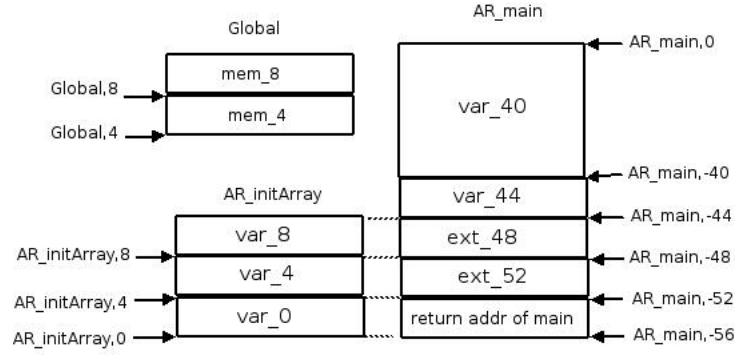 AR_main
Global
AR_main,0
mem_8
Global,8
mem_4
var_40
Global,4
AR_main,-40
AR_initArray
var_44
AR_main,-44
var_8
ext_48
AR_initArray,8
AR_main,-48
var_4
ext_52
AR_initArray,4
AR_main,-52
var_0
return addr of main
AR_initArray,0
AR_main,-56